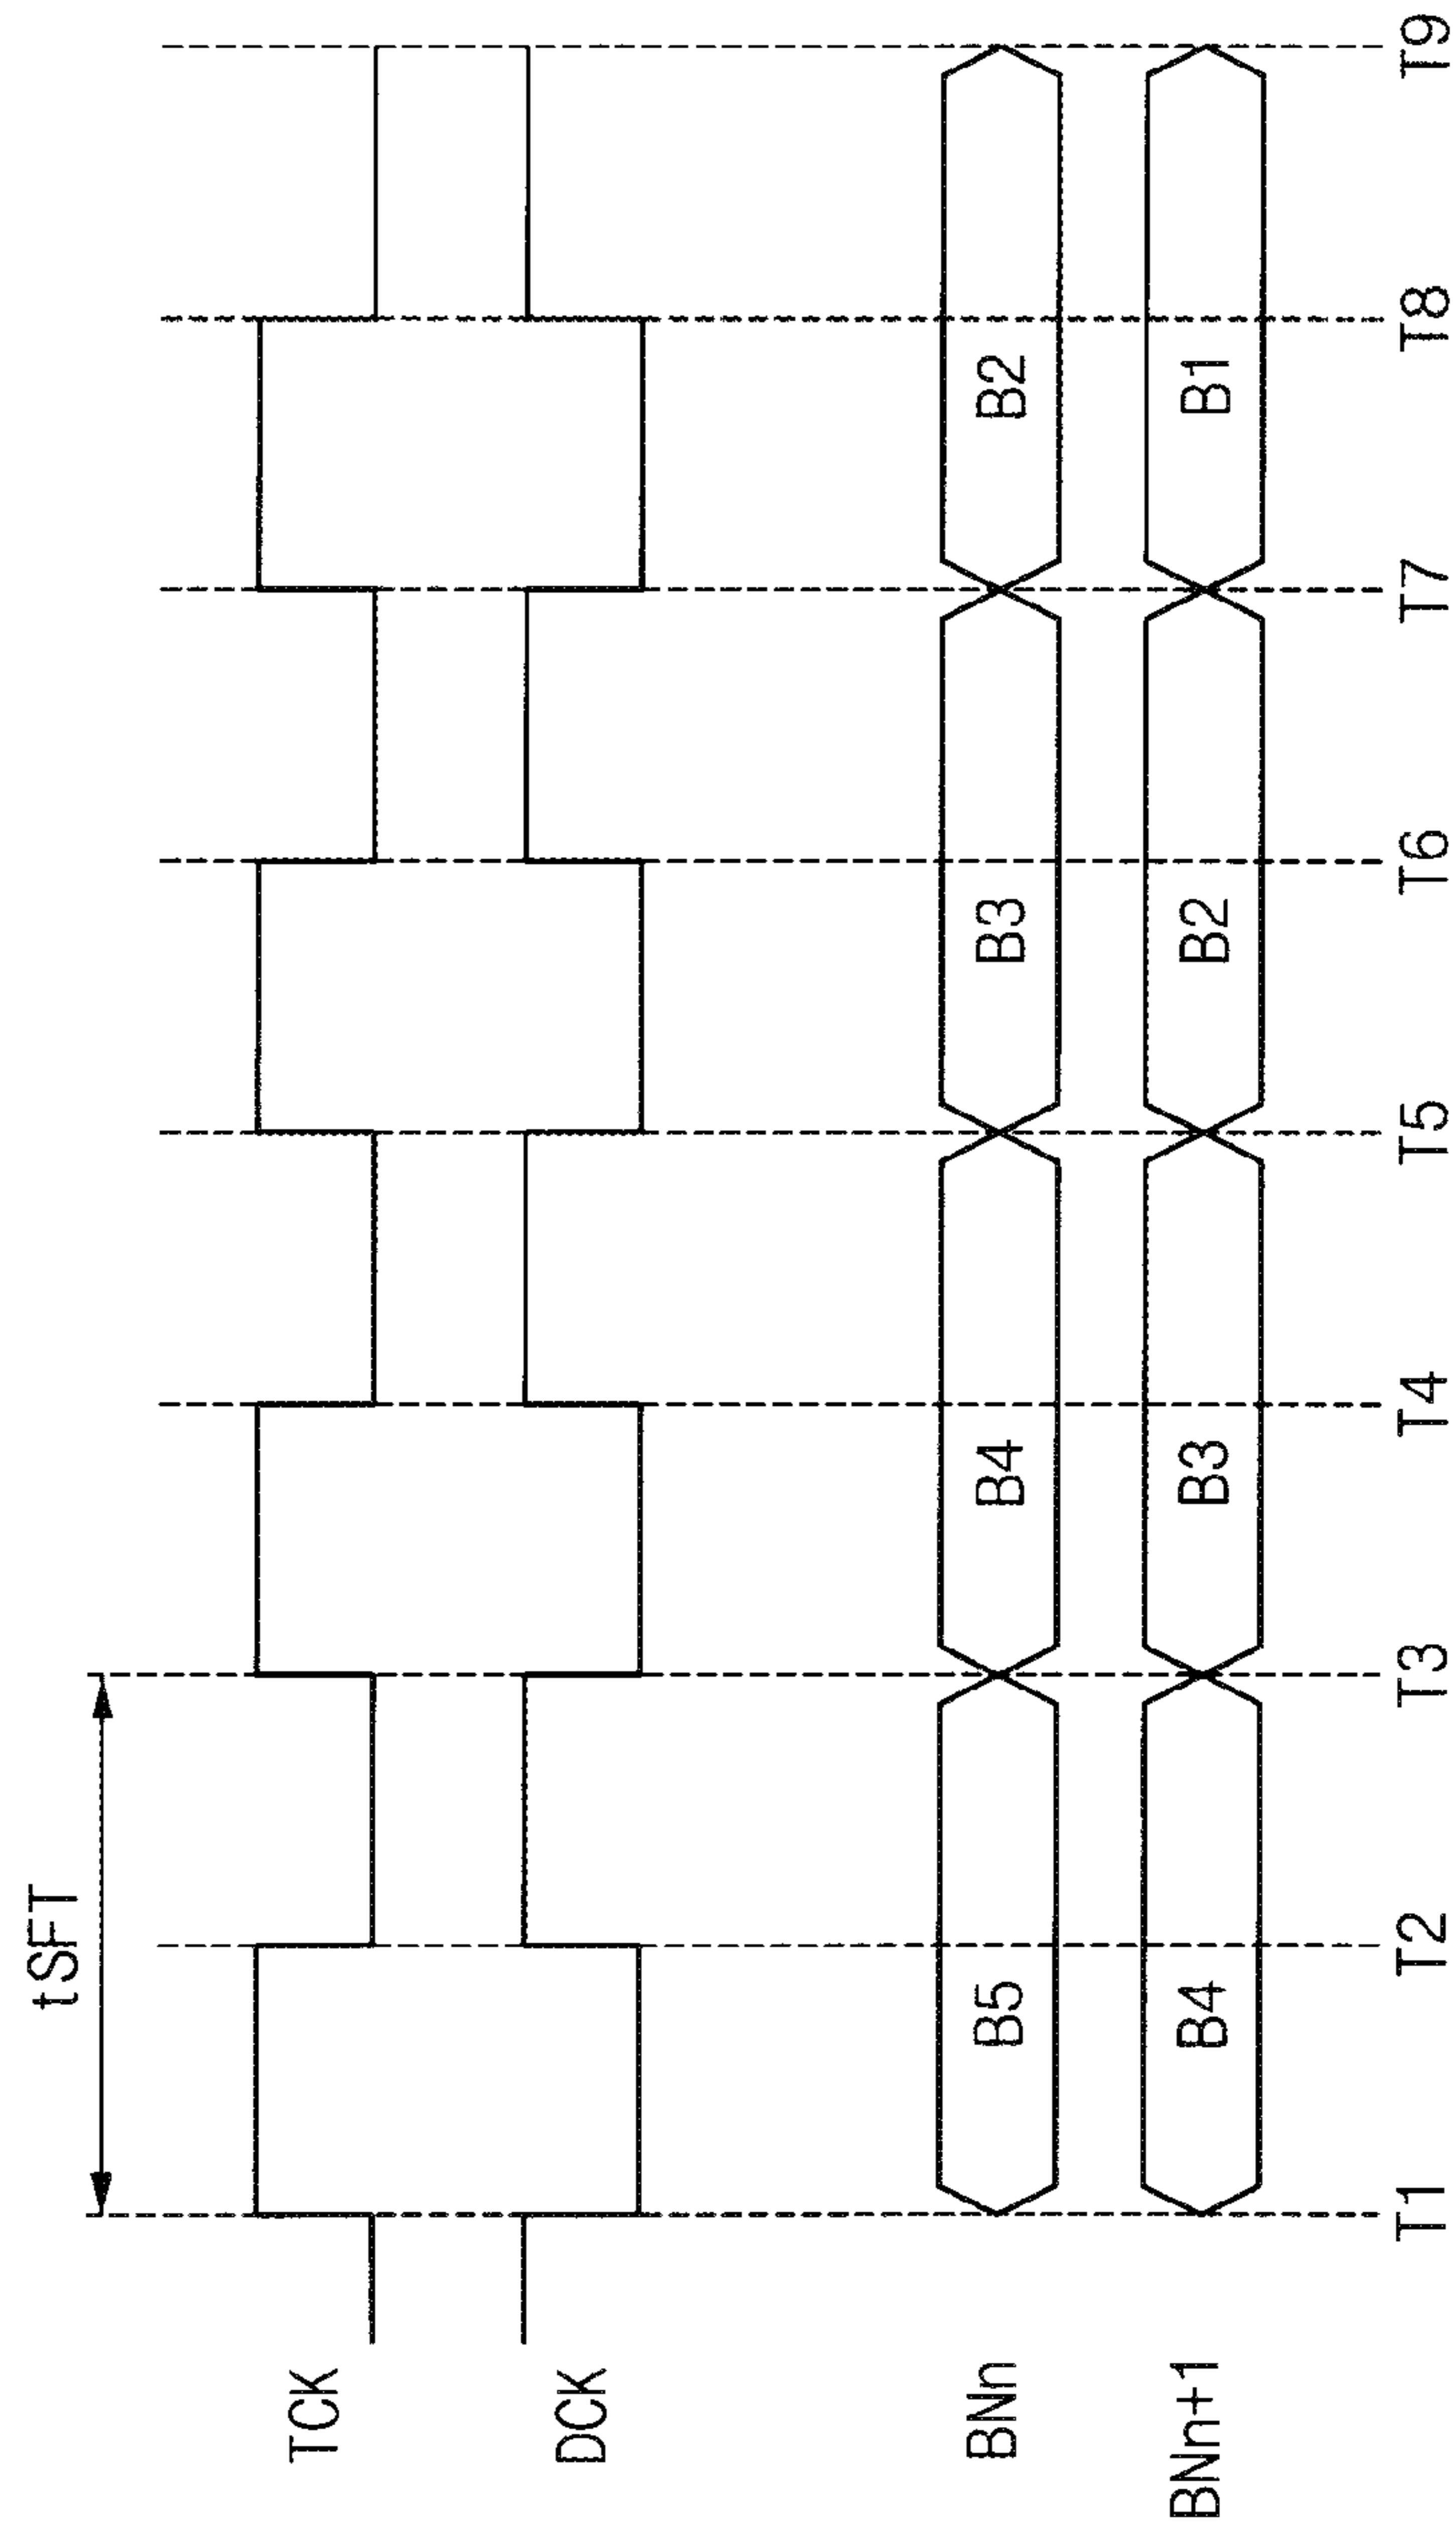 tSFT
TCK
DCK
BNn B5 B4 B3 B2
BNn+1 B4 B3 B2 B1
T1 T2 T3 T4 T5 T6 T7 T8 T9